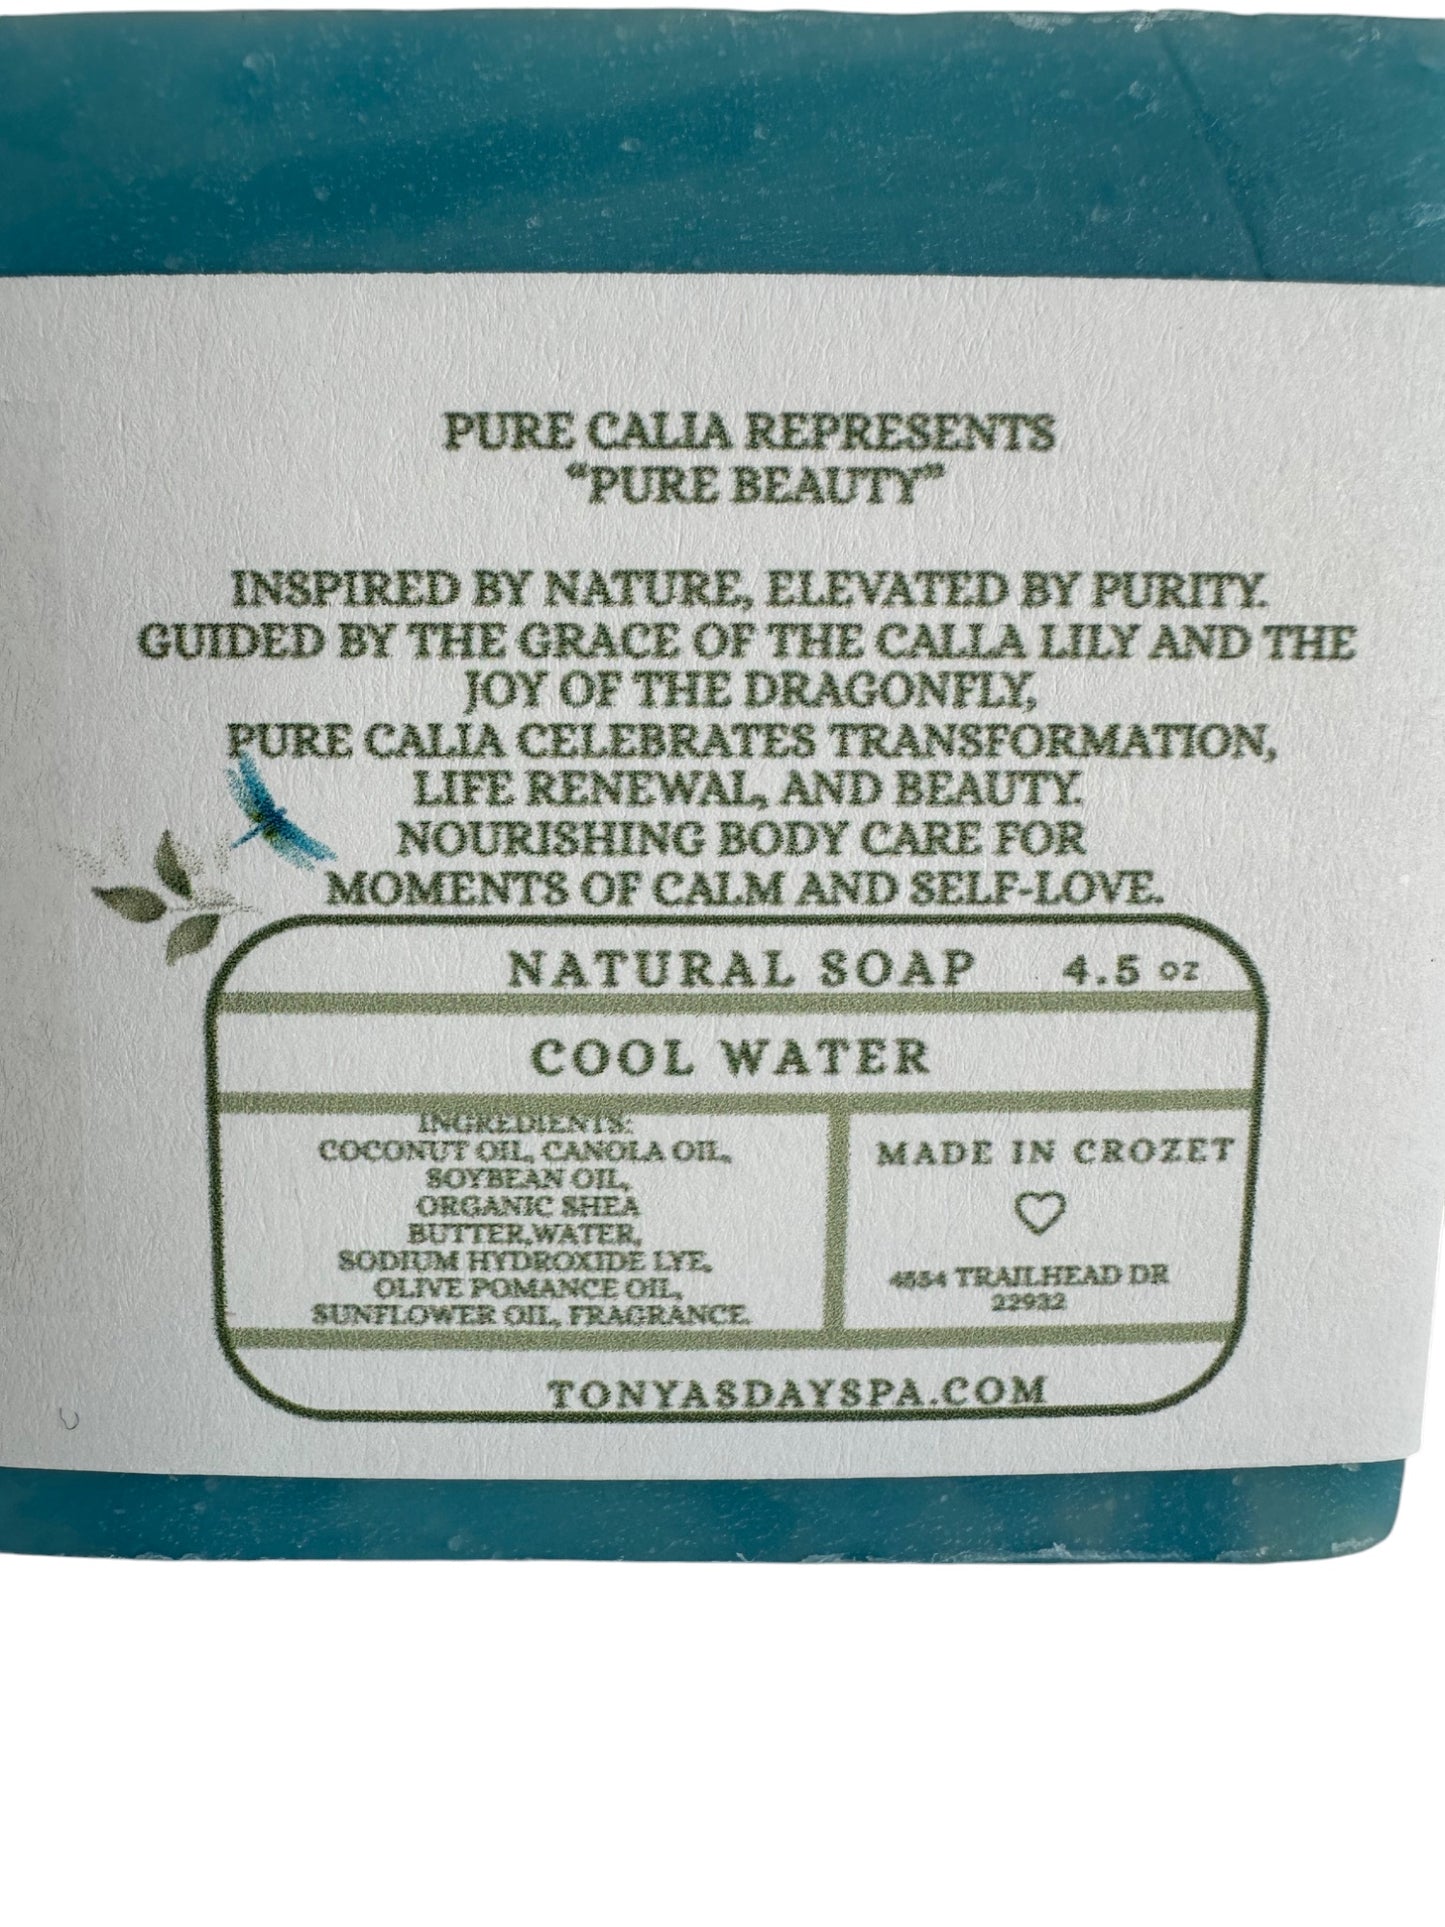 PURE CALIA REPRESENTS
“PURE BEAUTY”
INSPIRED BY NATURE, ELEVATED BY PURITY.
GUIDED BY THE GRACE OF THE CALLA LILY AND THE
JOY OF THE DRAGONFLY,
PURE CALIA CELEBRATES TRANSFORMATION,
LIFE RENEWAL, AND BEAUTY.
NOURISHING BODY CARE FOR
MOMENTS OF CALM AND SELF-LOVE.
NATURAL SOAP 4.5 oz
COOL WATER
INGREDIENTS:
COCONUT OIL, CANOLA OIL,
SOYBEAN OIL,
ORGANIC SHEA
BUTTER,WATER,
SODIUM HYDROXIDE LYE,
OLIVE POMANCE OIL,
SUNFLOWER OIL, FRAGRANCE.
MADE IN CROZET
TRAILHEAD DR
22932
TONYASDAYSPA.COM